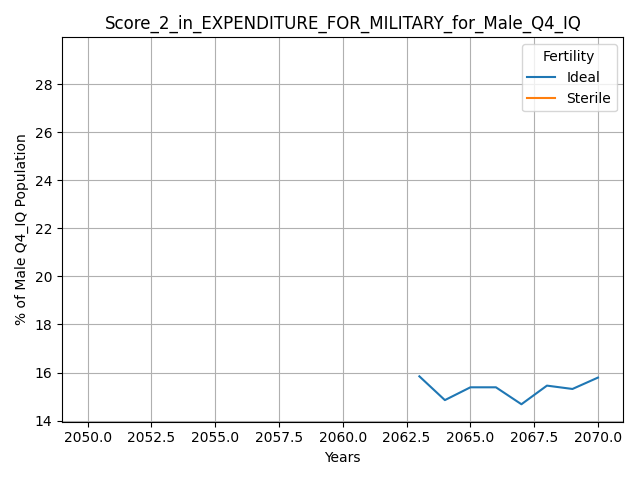 Score_2_in_EXPENDITURE_FOR_MILITARY_for_Male_Q4_IQ
Fertility
Ideal
Sterile
% of Male Q4_IQ Population
28
26
24
22
20
18
16
14
2050.0 2052.5 2055.0 2057.5 2060.0 2062.5 2065.0 2067.5 2070.0
Years